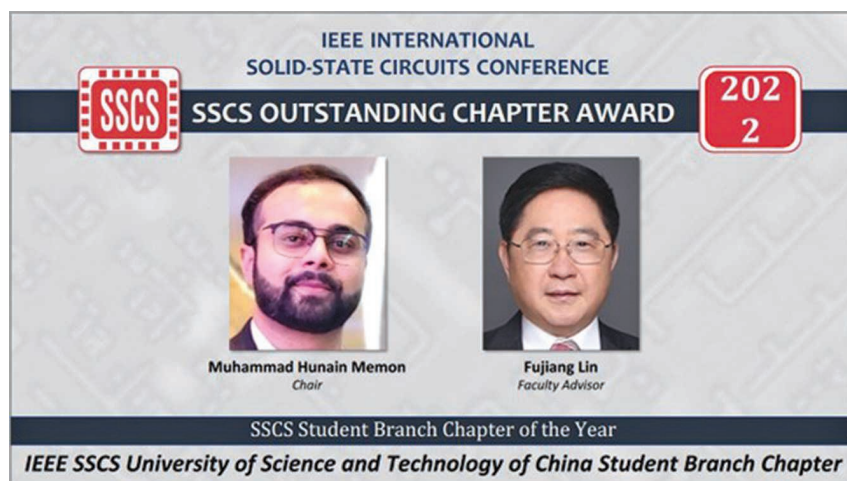 IEEE INTERNATIONAL
SOLID-STATE CIRCUITS CONFERENCE
SSCS
SSCS OUTSTANDING CHAPTER AWARD
202
2
Muhammad Hunain Memon
Chair
Fujiang Lin
Faculty Advisor
SSCS Student Branch Chapter of the Year
IEEE SSCS University of Science and Technology of China Student Branch Chapter